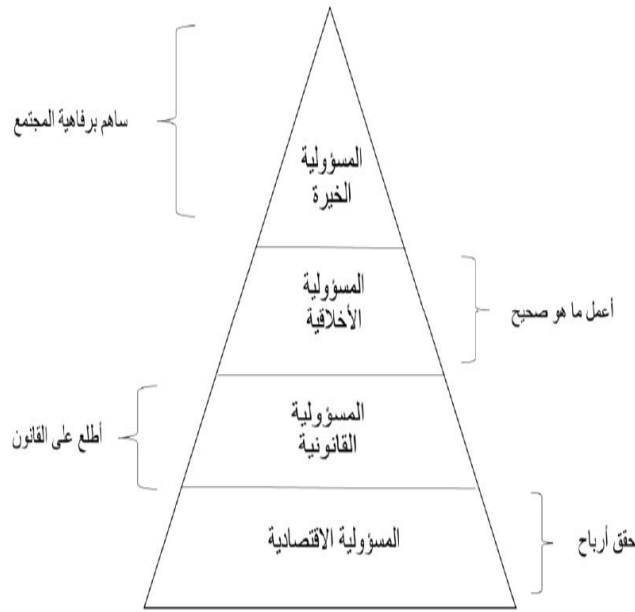 ساهم برفاهية المجتمع
المسؤولية
الخيرة
المسؤولية
الأخلاقية
أعمل ما هو صحيح
المسؤولية
القانونية
أطلع على القانون
المسؤولية الاقتصادية
حقق أرباح